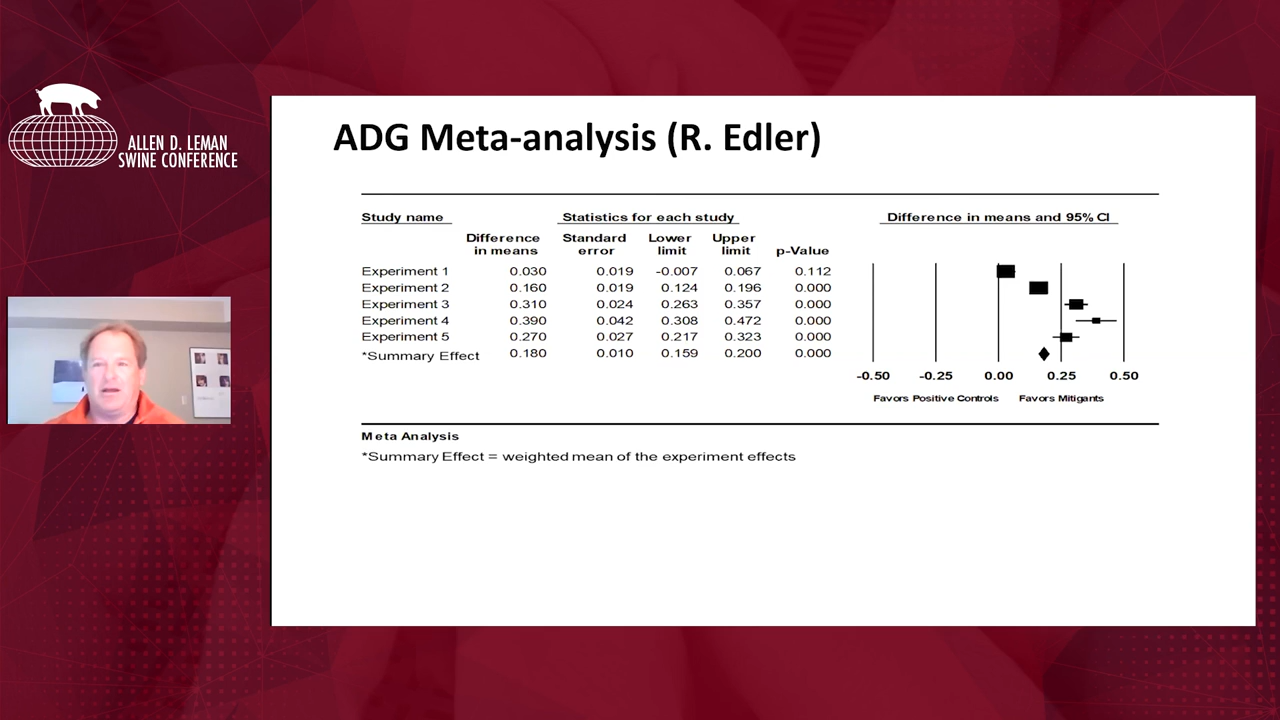 ALLEN D. LEMAN
SWINE CONFERENCE
ADG Meta-analysis (R. Edler)
Study name Statistics for each study Difference in means and 95% CI
Difference in means Standard error Lower limit Upper limit p-Value
Experiment 1 0.030 0.019 -0.007 0.067 0.112
Experiment 2 0.160 0.019 0.124 0.196 0.000
Experiment 3 0.310 0.024 0.263 0.357 0.000
Experiment 4 0.390 0.042 0.308 0.472 0.000
Experiment 5 0.270 0.027 0.217 0.323 0.000
*Summary Effect 0.180 0.010 0.159 0.200 0.000
-0.50 -0.25 0.00 0.25 0.50
Favors Positive Controls Favors Mitigants
Meta Analysis
*Summary Effect = weighted mean of the experiment effects